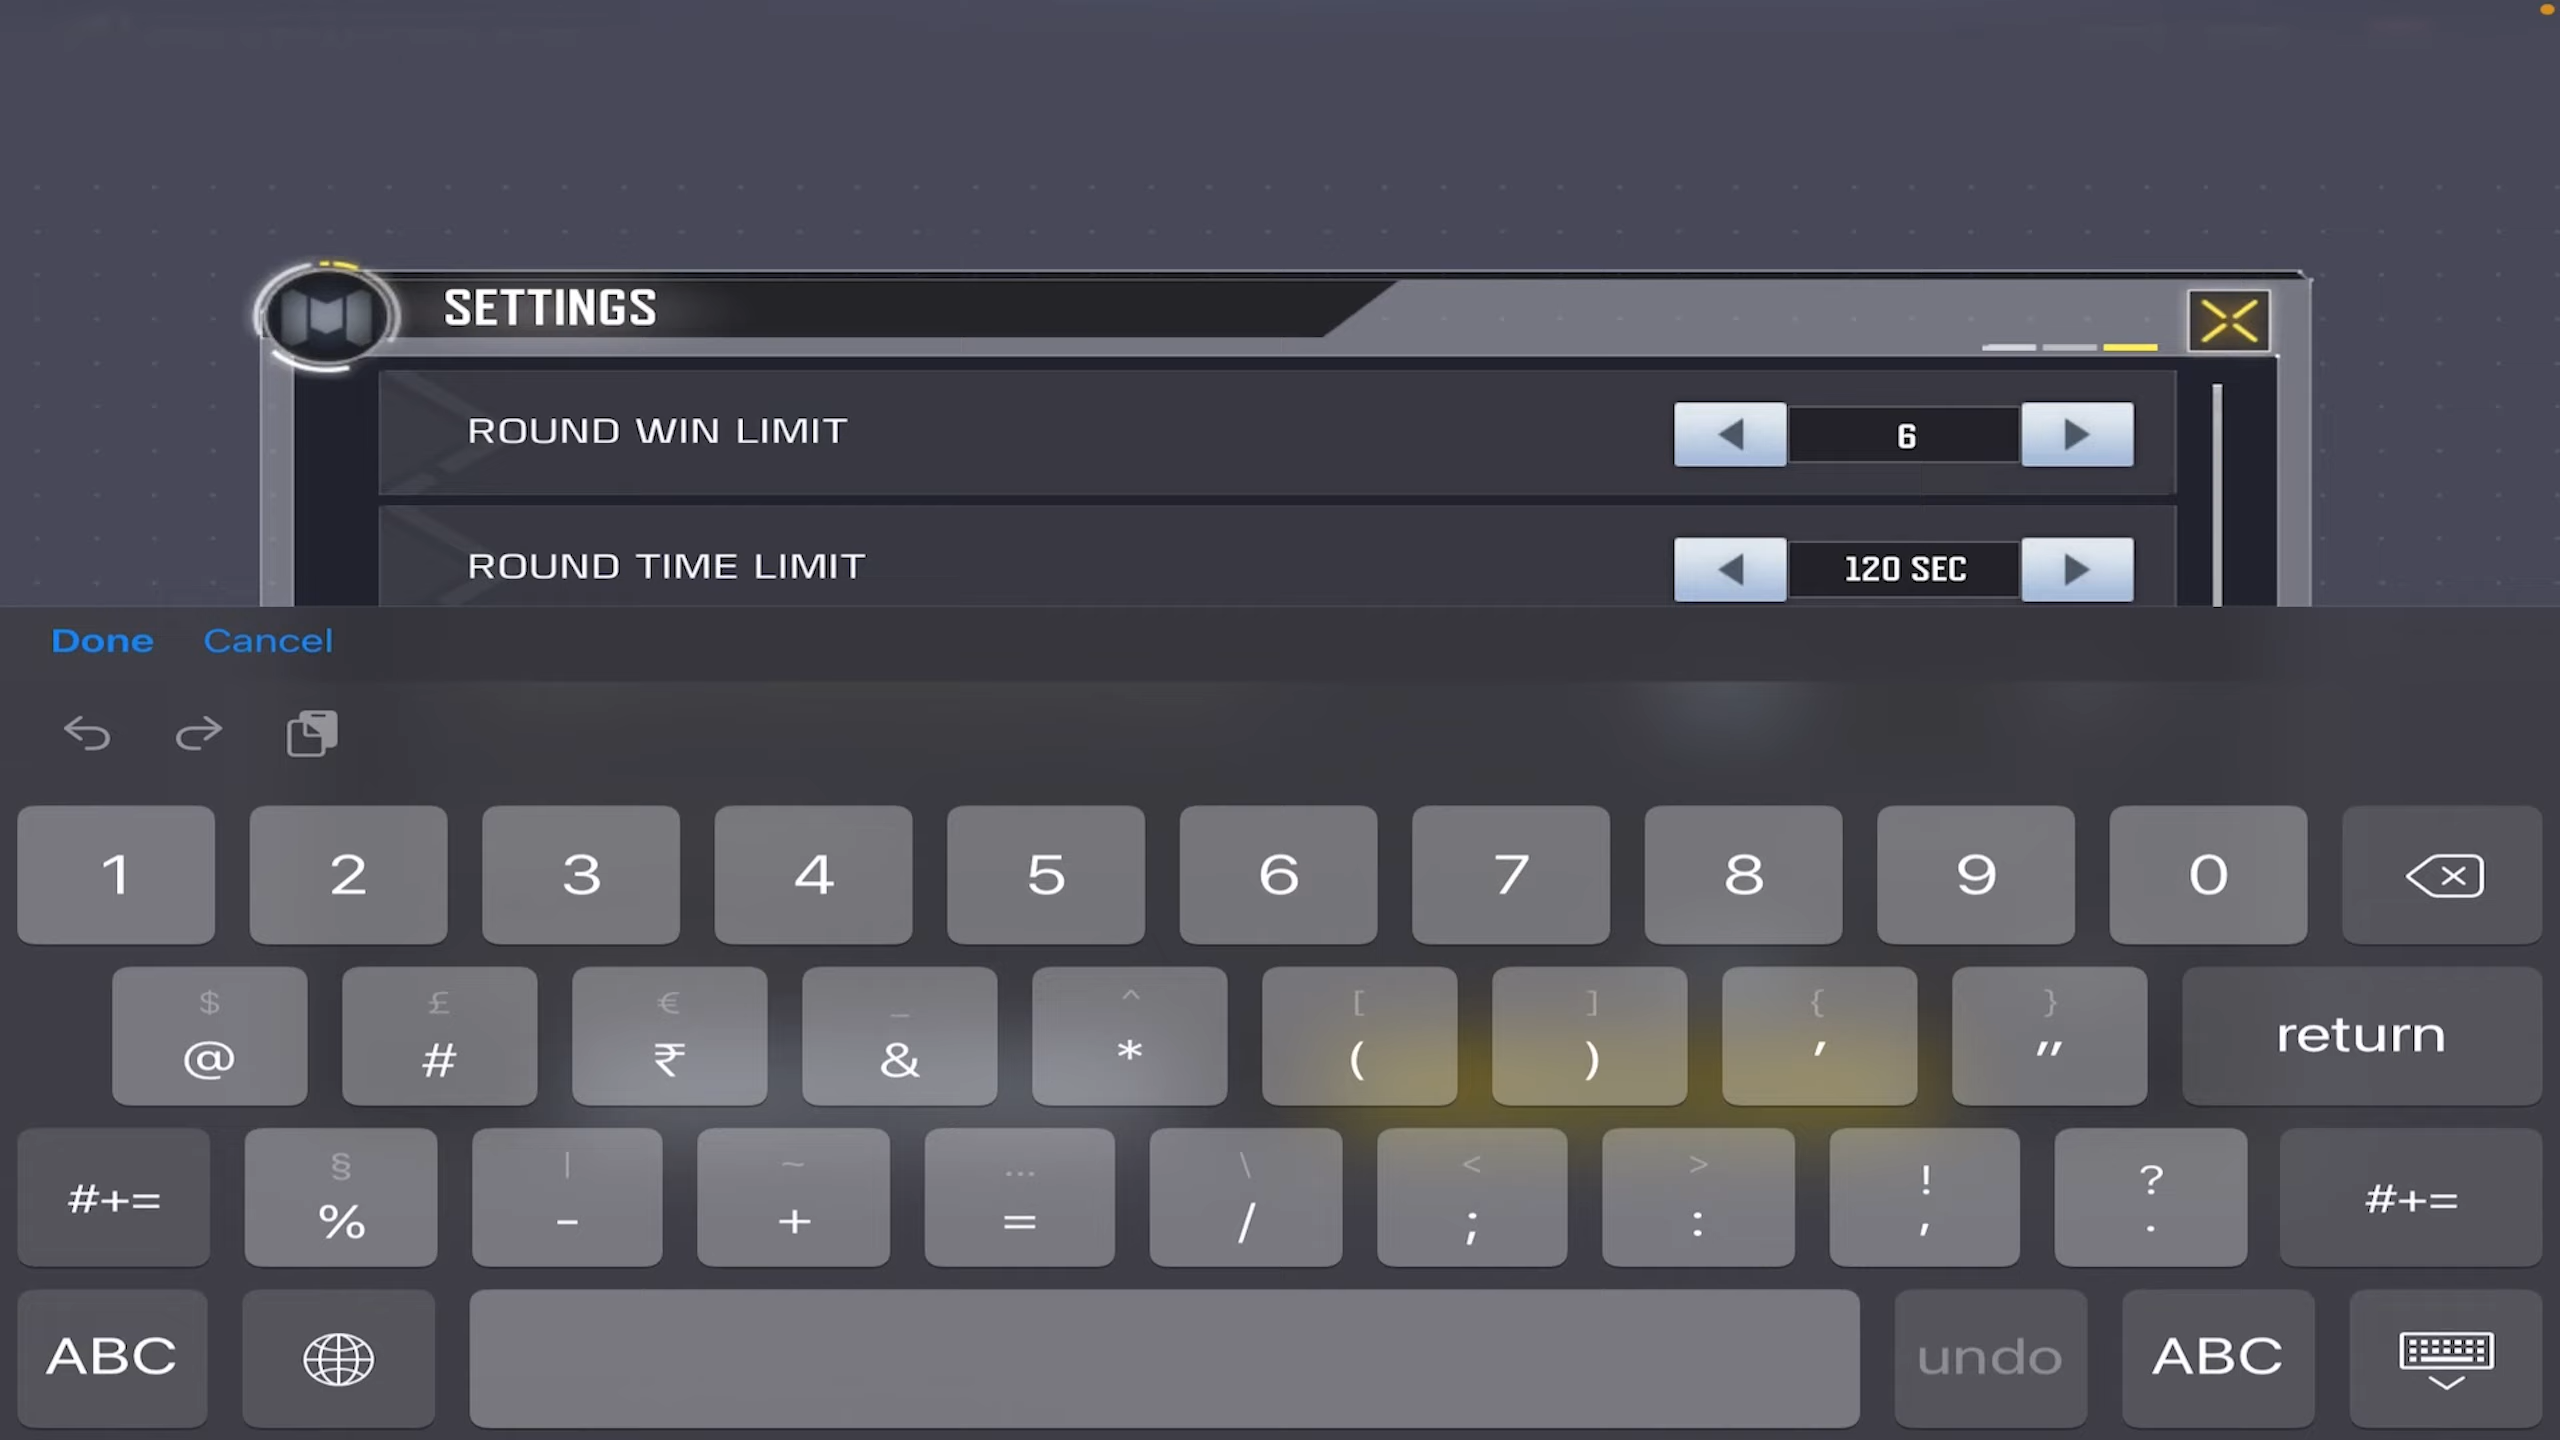 SETTINGS
ROUND WIN LIMIT
6
ROUND TIME LIMIT
120 SEC
Done Cancel
1 2 3 4 5 6 7 8 9 0
$ £ € _ ^ [ ] { }
@ # ₹ & * ( ) ' " return
§ | ~ ... \ < > ! ?
#+= % - + = / ; : , . #+=
ABC undo ABC